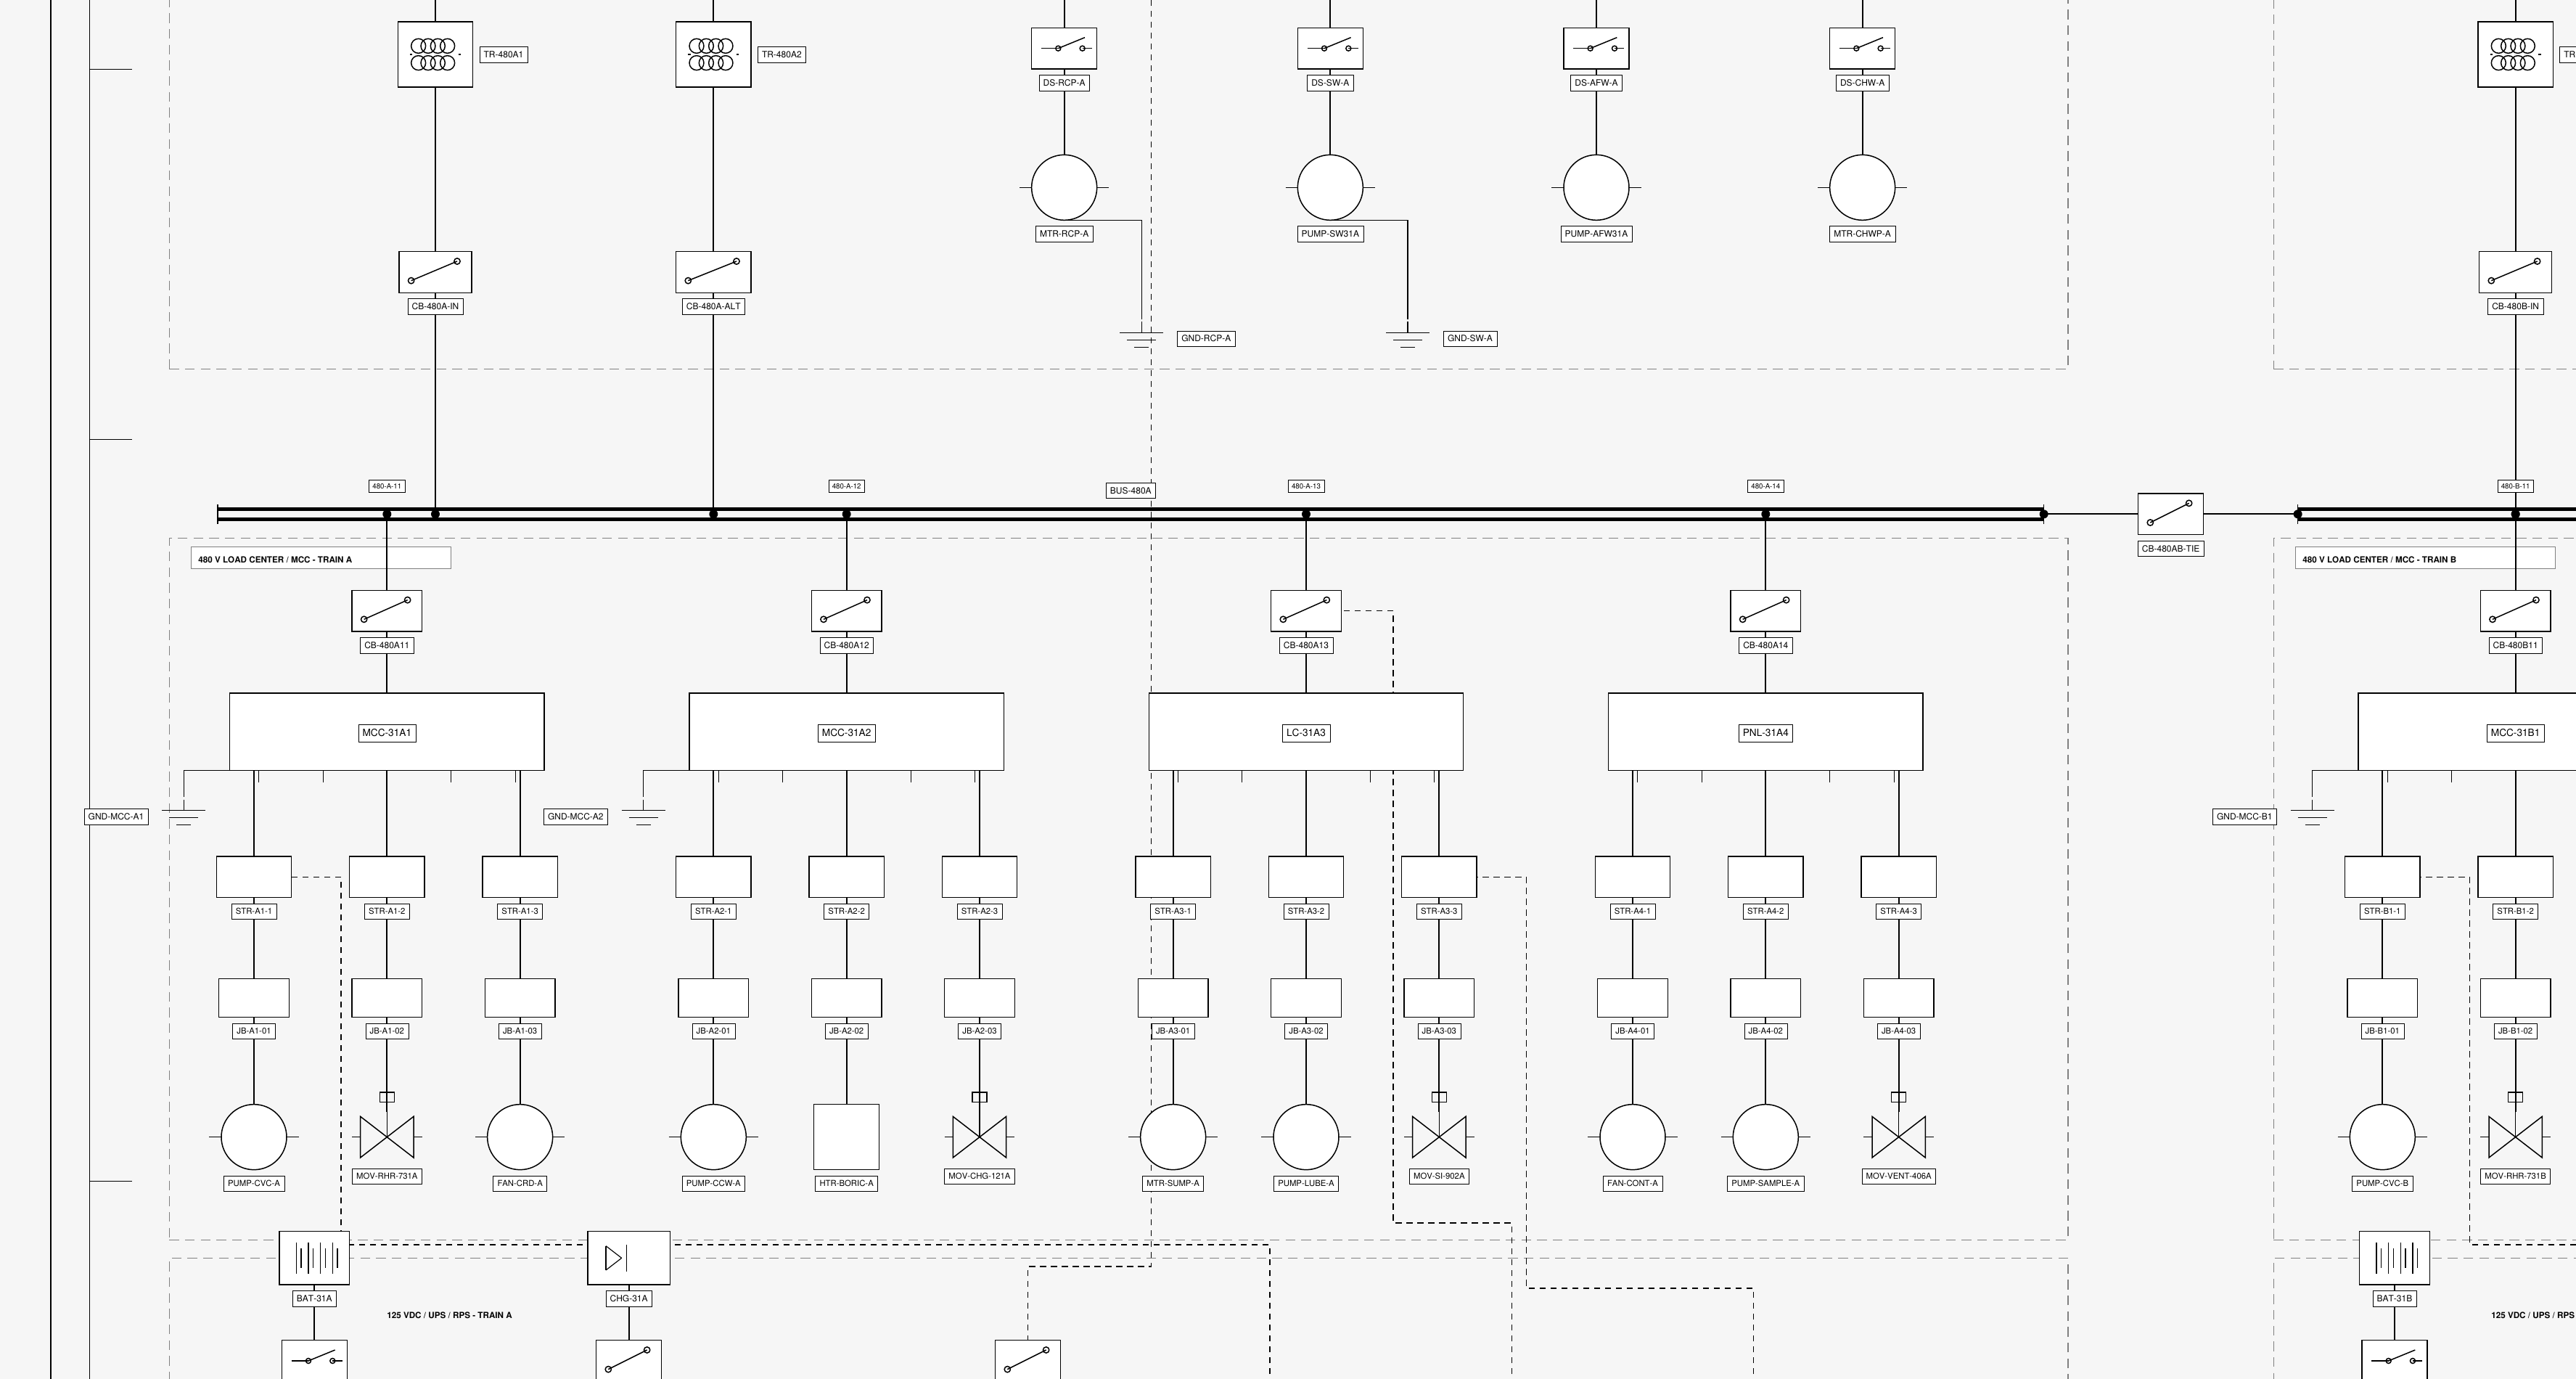 TR-480A1
TR-480A2
TR
DS-RCP-A
DS-SW-A
DS-AFW-A
DS-CHW-A
MTR-RCP-A
PUMP-SW31A
PUMP-AFW31A
MTR-CHWP-A
CB-480A-IN
CB-480A-ALT
CB-480B-IN
GND-RCP-A
GND-SW-A
480-A-11
480-A-12
BUS-480A
480-A-13
480-A-14
480-B-11
CB-480AB-TIE
480 V LOAD CENTER / MCC - TRAIN A
480 V LOAD CENTER / MCC - TRAIN B
CB-480A11
CB-480A12
CB-480A13
CB-480A14
CB-480B11
MCC-31A1
MCC-31A2
LC-31A3
PNL-31A4
MCC-31B1
GND-MCC-A1
GND-MCC-A2
GND-MCC-B1
STR-A1-1
STR-A1-2
STR-A1-3
STR-A2-1
STR-A2-2
STR-A2-3
STR-A3-1
STR-A3-2
STR-A3-3
STR-A4-1
STR-A4-2
STR-A4-3
STR-B1-1
STR-B1-2
JB-A1-01
JB-A1-02
JB-A1-03
JB-A2-01
JB-A2-02
JB-A2-03
JB-A3-01
JB-A3-02
JB-A3-03
JB-A4-01
JB-A4-02
JB-A4-03
JB-B1-01
JB-B1-02
PUMP-CVC-A
MOV-RHR-731A
FAN-CRD-A
PUMP-CCW-A
HTR-BORIC-A
MOV-CHG-121A
MTR-SUMP-A
PUMP-LUBE-A
MOV-SI-902A
FAN-CONT-A
PUMP-SAMPLE-A
MOV-VENT-406A
PUMP-CVC-B
MOV-RHR-731B
BAT-31A
CHG-31A
BAT-31B
125 VDC / UPS / RPS - TRAIN A
125 VDC / UPS / RPS